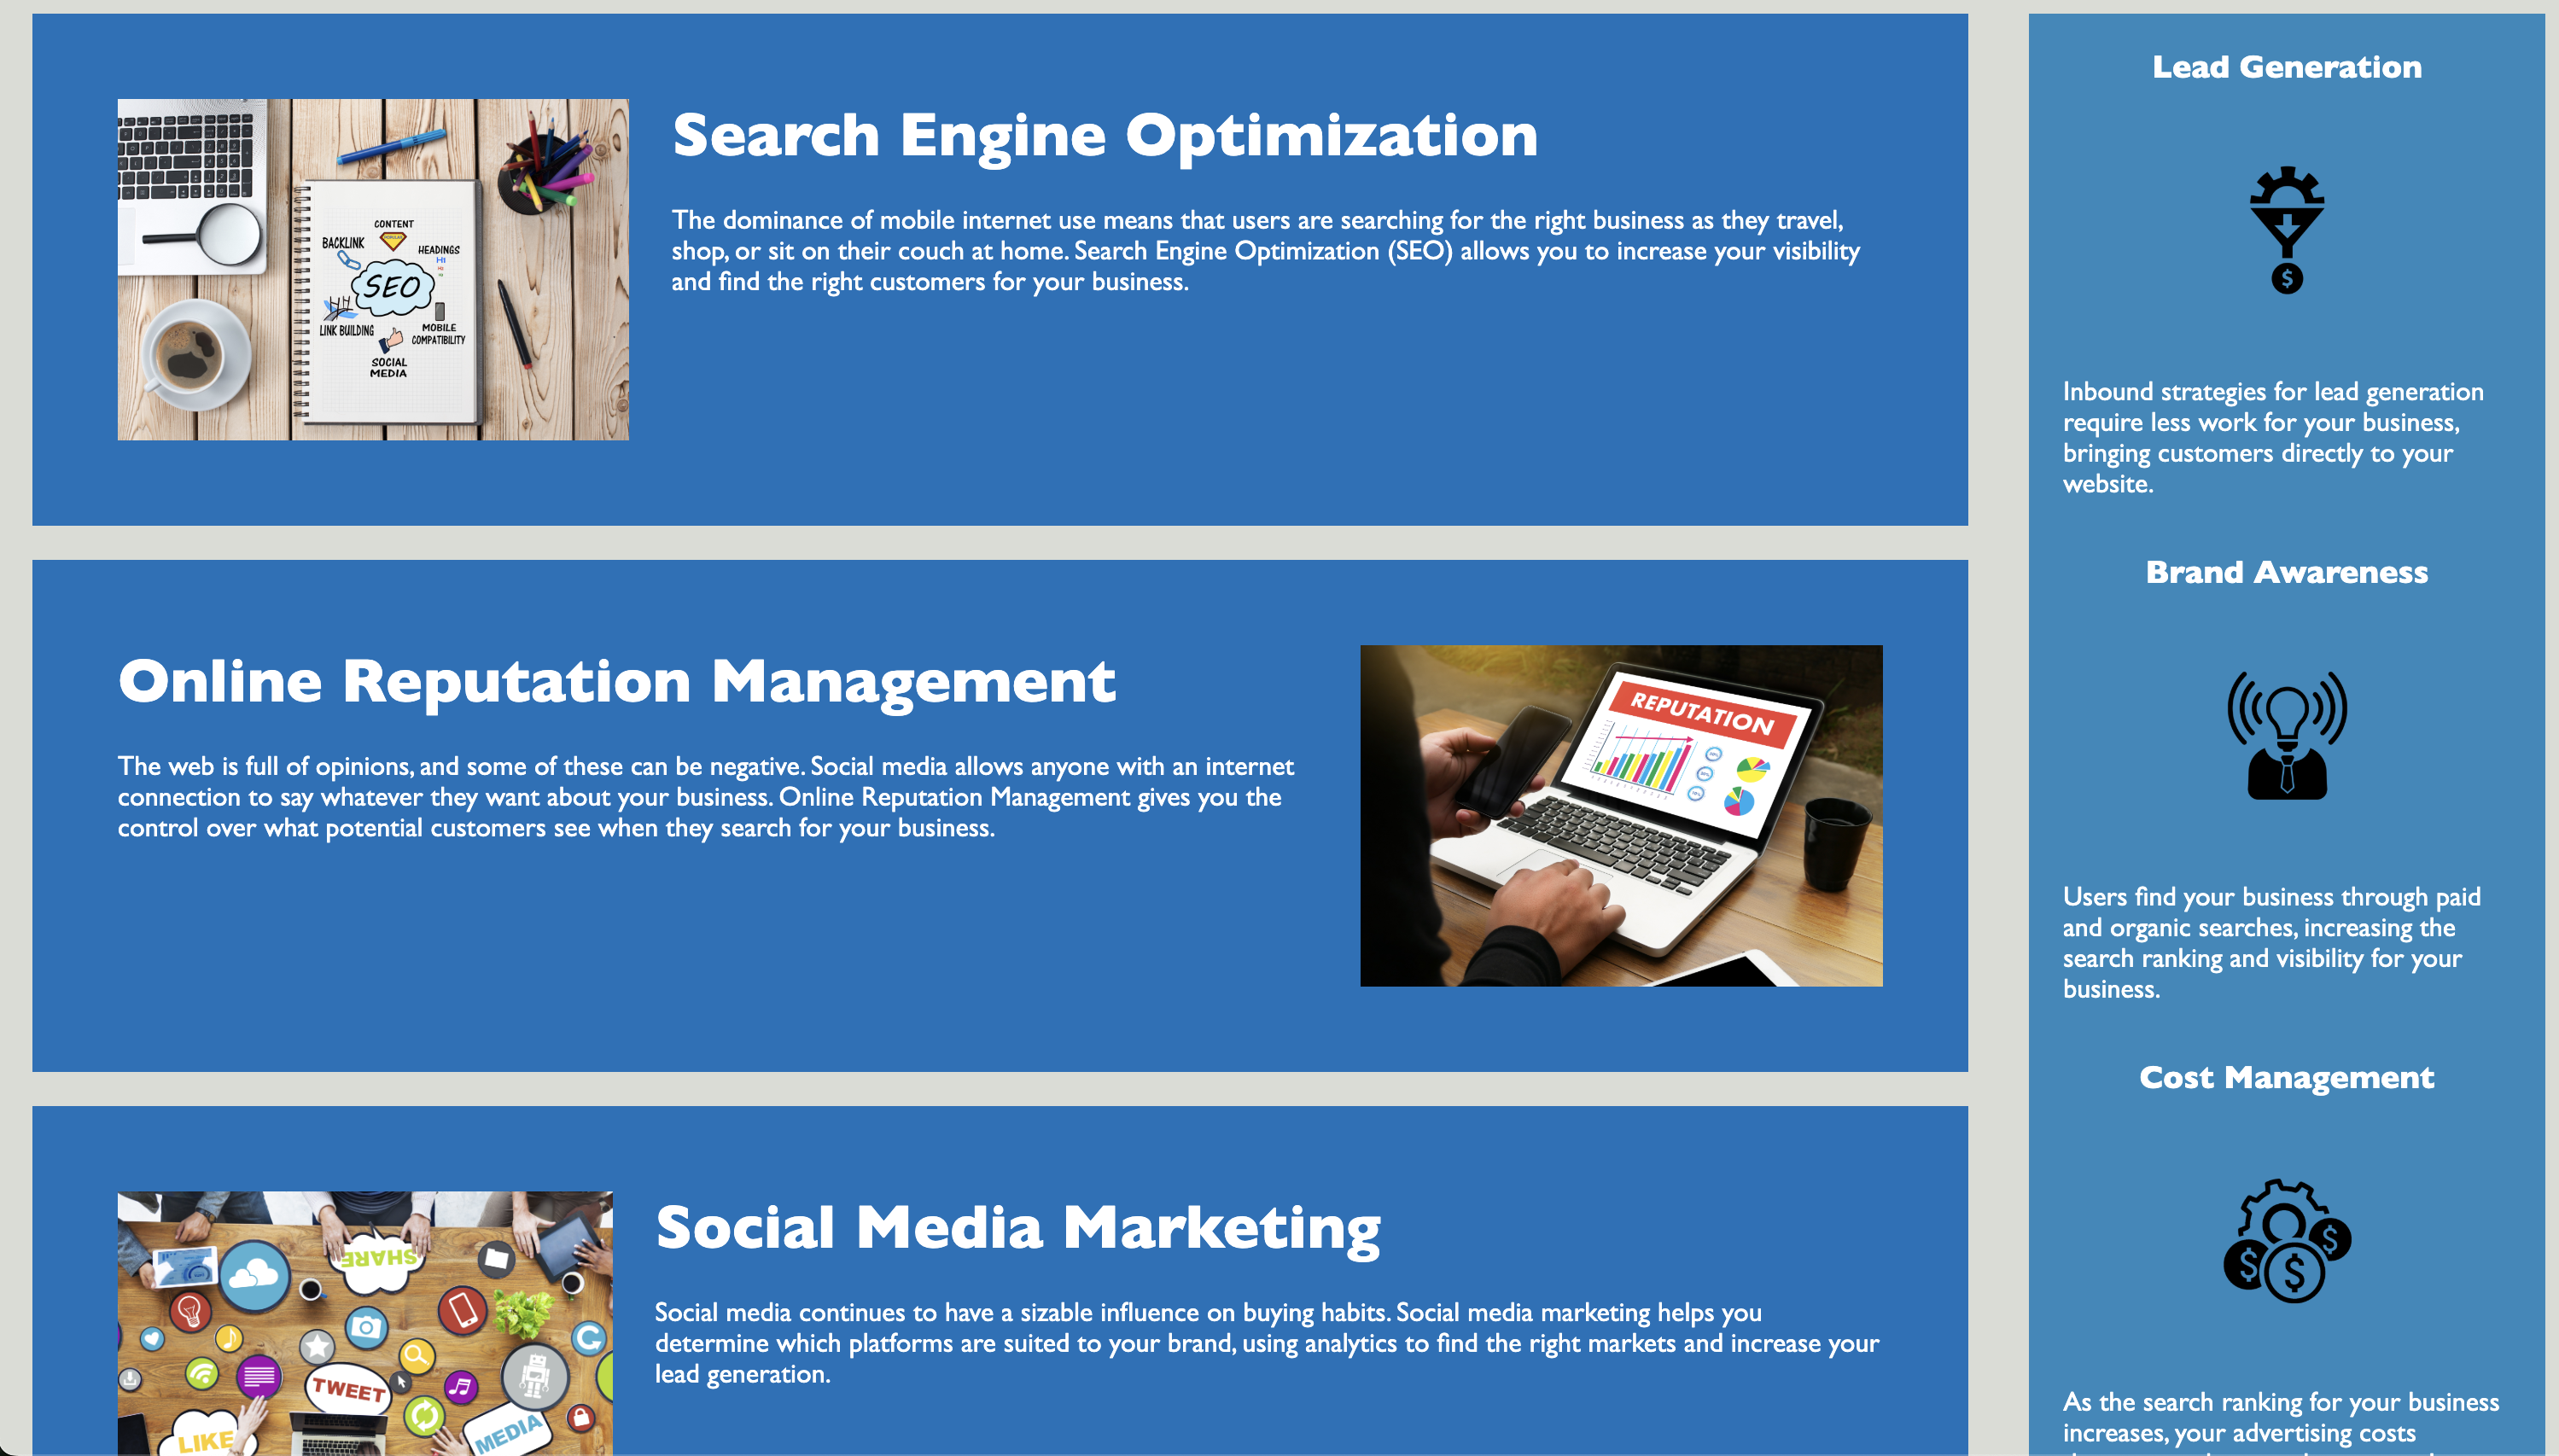 Search Engine Optimization
The dominance of mobile internet use means that users are searching for the right business as they travel,
shop, or sit on their couch at home. Search Engine Optimization (SEO) allows you to increase your visibility
and find the right customers for your business.
CONTENT
BACKLINK
HEADINGS
SEO
LINK BUILDING
MOBILE
COMPATIBILITY
SOCIAL
MEDIA
Online Reputation Management
The web is full of opinions, and some of these can be negative. Social media allows anyone with an internet
connection to say whatever they want about your business. Online Reputation Management gives you the
control over what potential customers see when they search for your business.
REPUTATION
Social Media Marketing
Social media continues to have a sizable influence on buying habits. Social media marketing helps you
determine which platforms are suited to your brand, using analytics to find the right markets and increase your
lead generation.
SHARE
TWEET
LIKE
MEDIA
Lead Generation
$
Inbound strategies for lead generation
require less work for your business,
bringing customers directly to your
website.
Brand Awareness
Users find your business through paid
and organic searches, increasing the
search ranking and visibility for your
business.
Cost Management
$
$
$
As the search ranking for your business
increases, your advertising costs